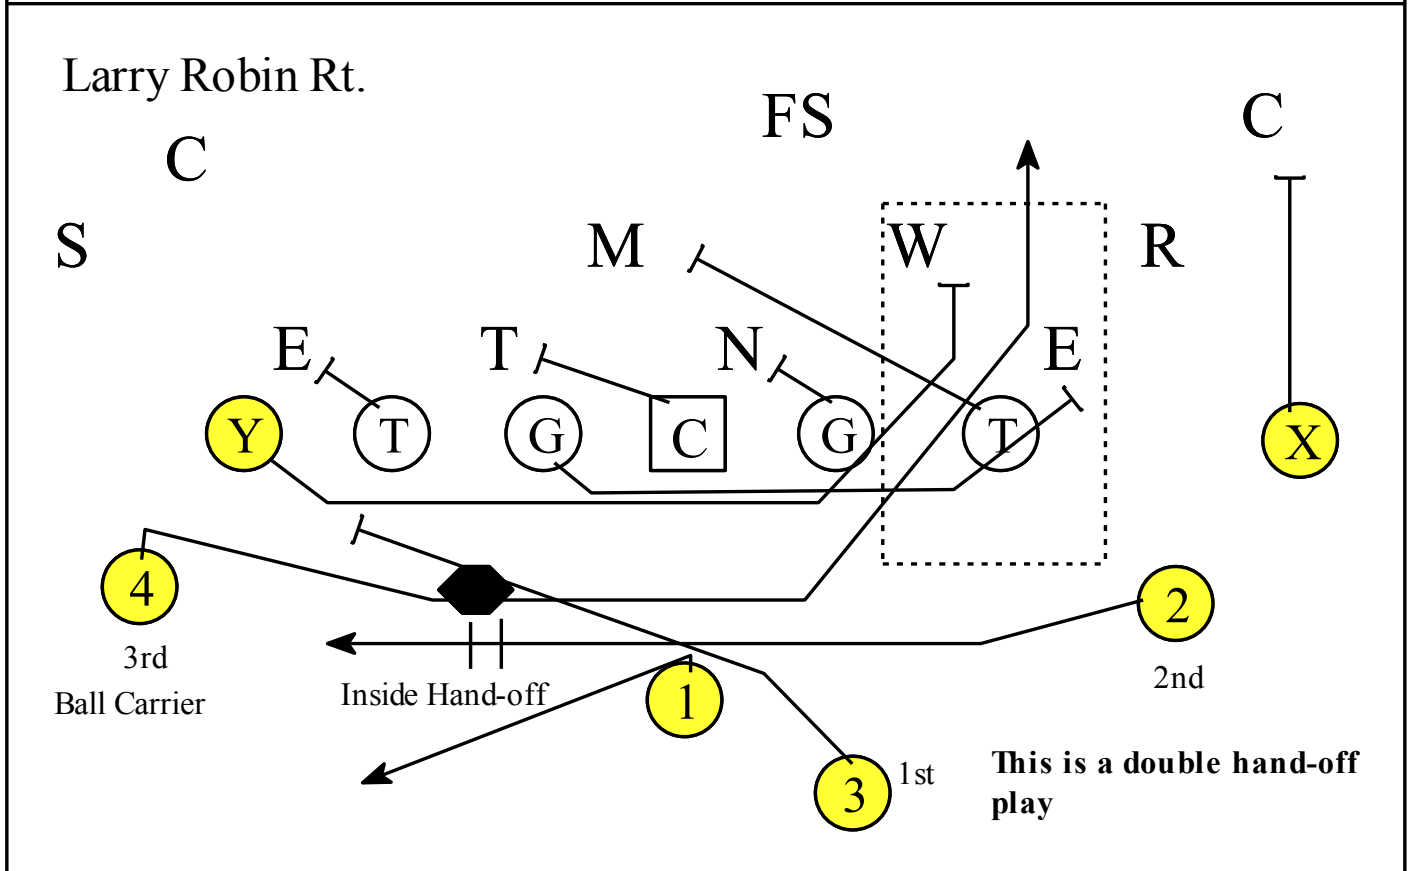 Larry Robin Rt.
FS
C
C
S
M
W
R
E
T
N
E
Y
T
G
C
G
T
X
4
2
3rd
Ball Carrier
Inside Hand-off
1
2nd
3
1st
This is a double hand-off
play